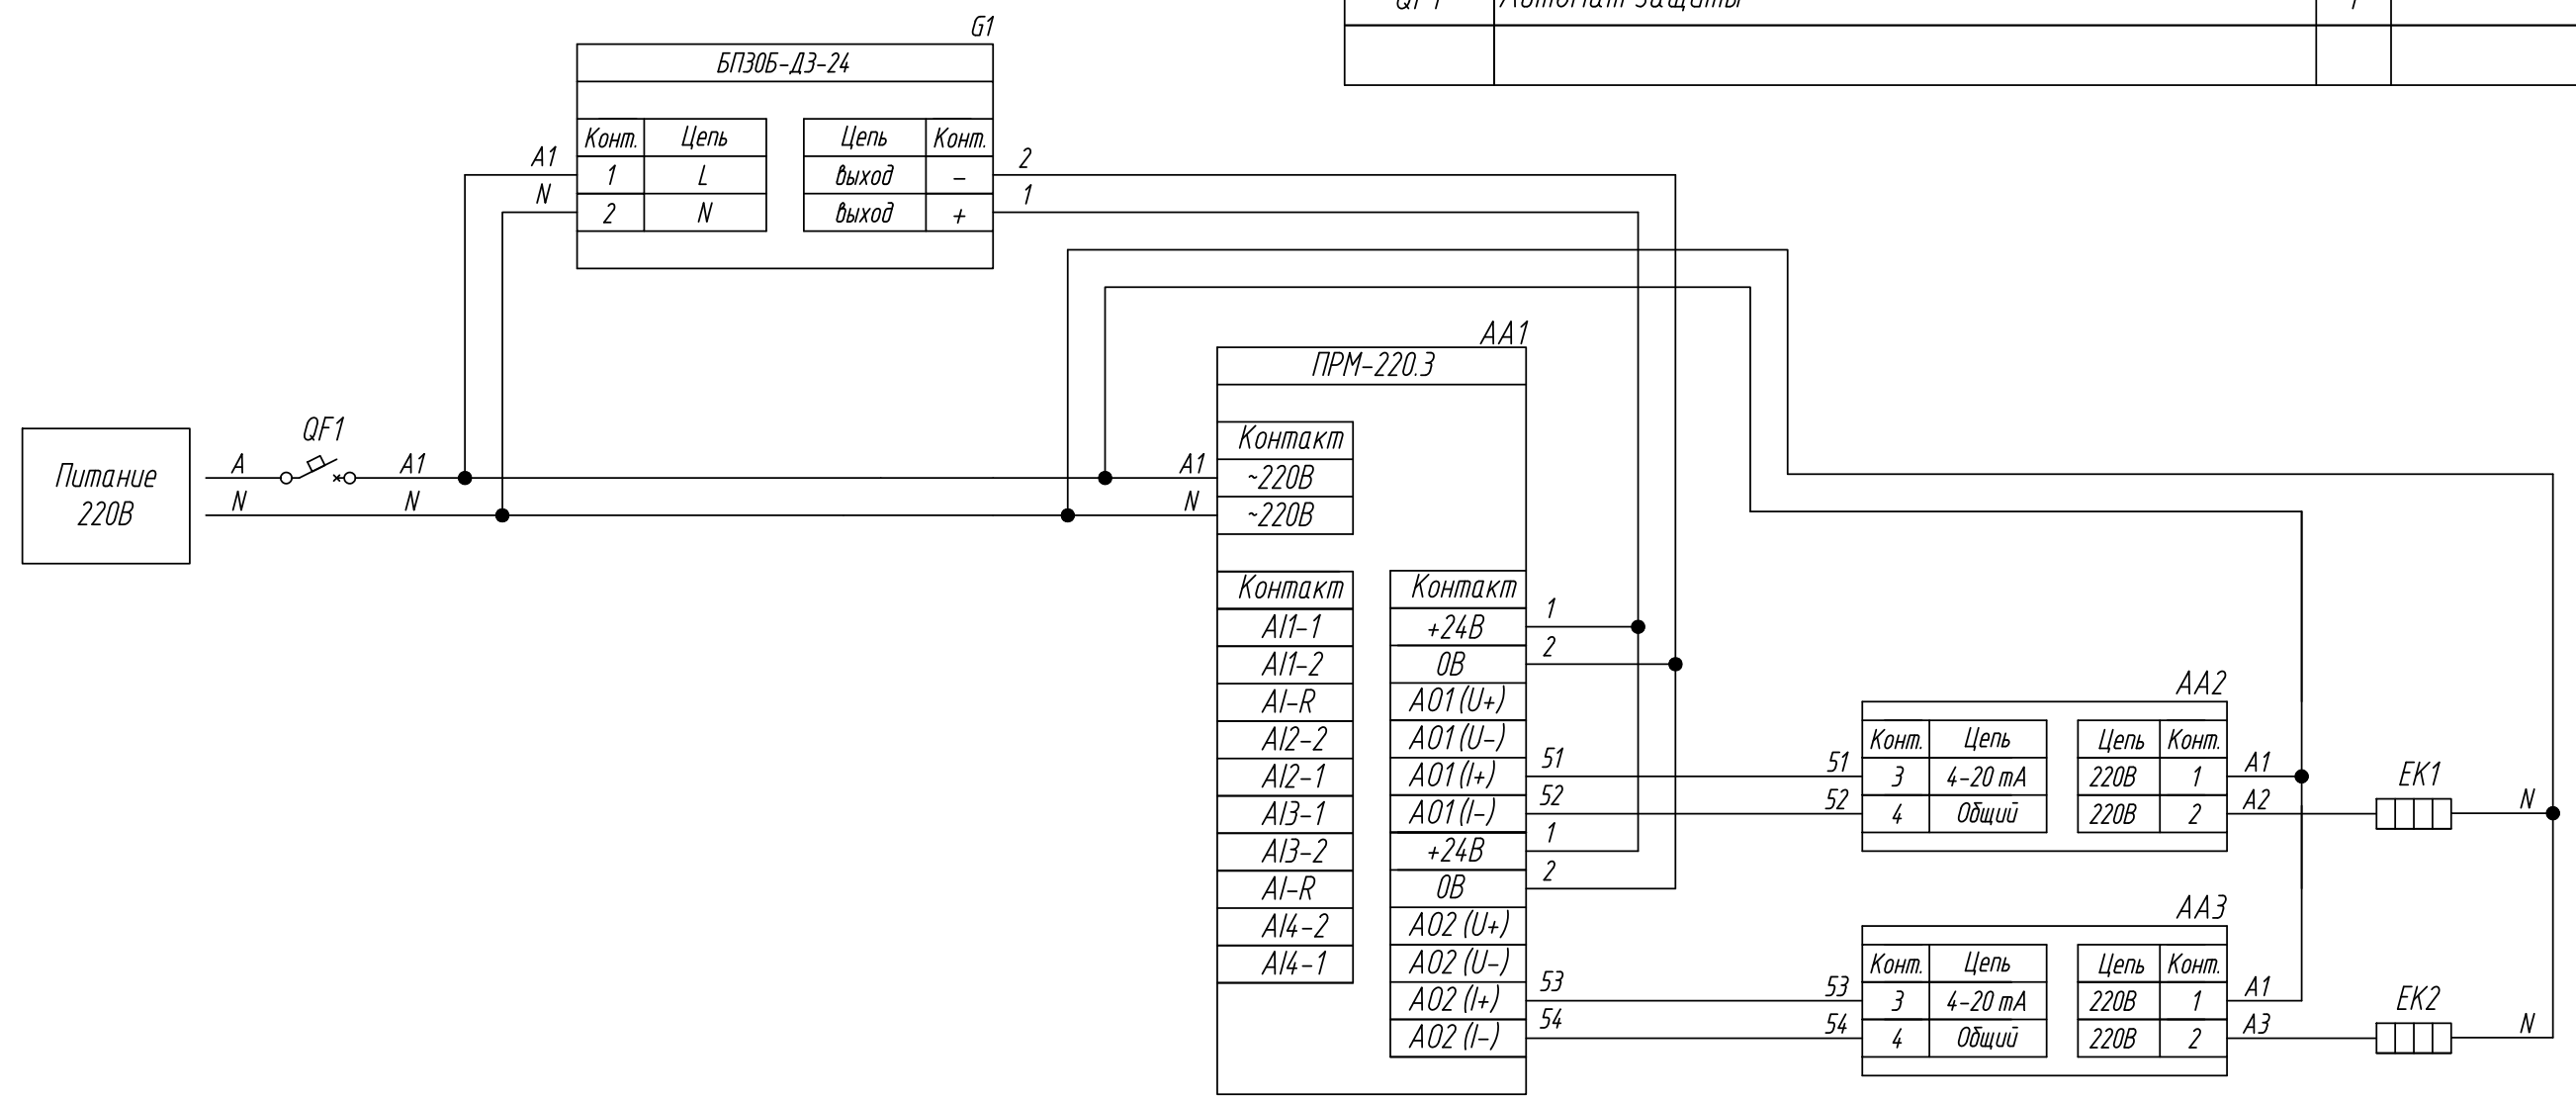 QF1 Автомат защиты 1
G1
БП30Б-Д3-24
Конт. Цепь Цепь Конт.
A1 1 L выход - 2
N 2 N выход + 1
AA1
ПРМ-220.3
QF1
Питание
220В
A A1 A1
N N N
Контакт
~220В
~220В
Контакт Контакт
AI1-1 +24В 1
AI1-2 0В 2
AI-R AO1 (U+)
AI2-2 AO1 (U-)
AI2-1 AO1 (I+) 51
AI3-1 AO1 (I-) 52
AI3-2 +24В 1
AI-R 0В 2
AI4-2 AO2 (U+)
AI4-1 AO2 (U-)
AO2 (I+) 53
AO2 (I-) 54
AA2
Конт. Цепь Цепь Конт.
51 3 4-20 mA 220В 1 A1
52 4 Общий 220В 2 A2
EK1
N
AA3
Конт. Цепь Цепь Конт.
53 3 4-20 mA 220В 1 A1
54 4 Общий 220В 2 A3
EK2
N